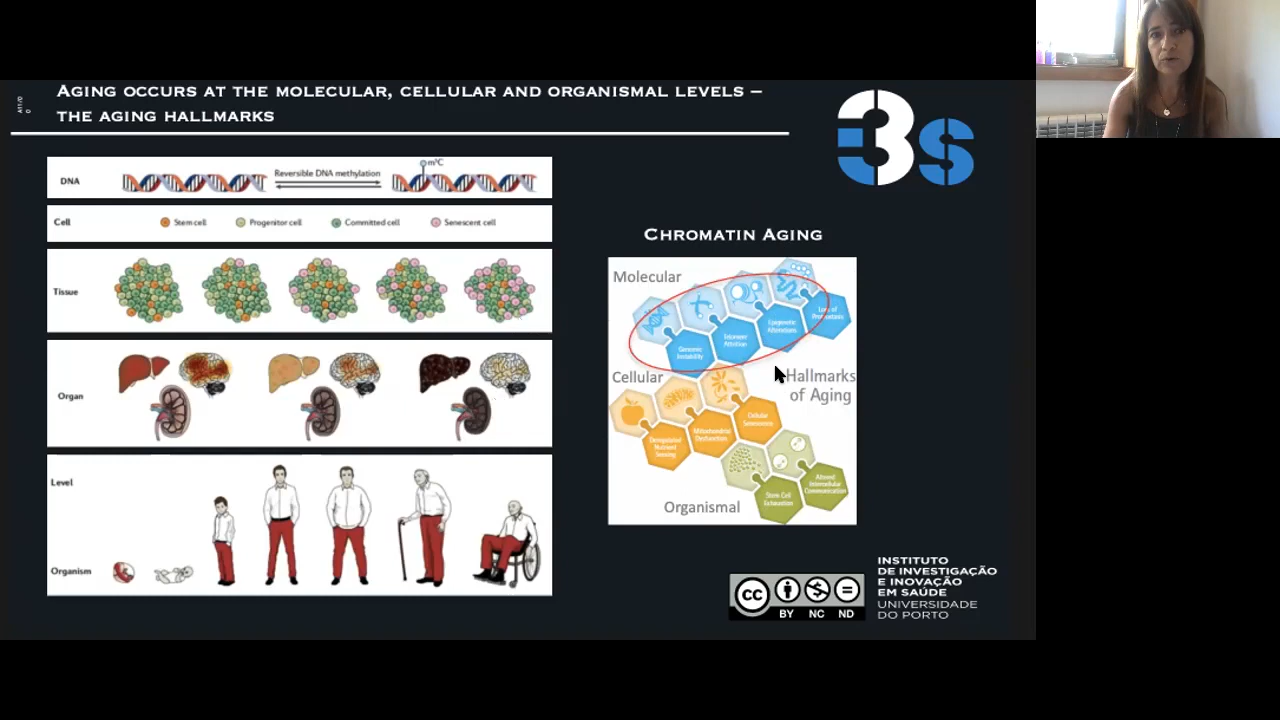 AGING OCCURS AT THE MOLECULAR, CELLULAR AND ORGANISMAL LEVELS –
THE AGING HALLMARKS
3s
DNA
Reversible DNA methylation
m⁵C
Cell
Stem cell
Progenitor cell
Committed cell
Senescent cell
Tissue
Organ
Level
Organism
CHROMATIN AGING
Molecular
Genomic
Instability
Telomere
Attrition
Epigenetic
Alterations
Loss of
Proteostasis
Cellular
Hallmarks
of Aging
Deregulated
Nutrient
Sensing
Mitochondrial
Dysfunction
Cellular
Senescence
Organismal
Stem Cell
Exhaustion
Altered
Intercellular
Communication
cc
BY NC ND
INSTITUTO
DE INVESTIGAÇÃO
E INOVAÇÃO
EM SAÚDE
UNIVERSIDADE
DO PORTO